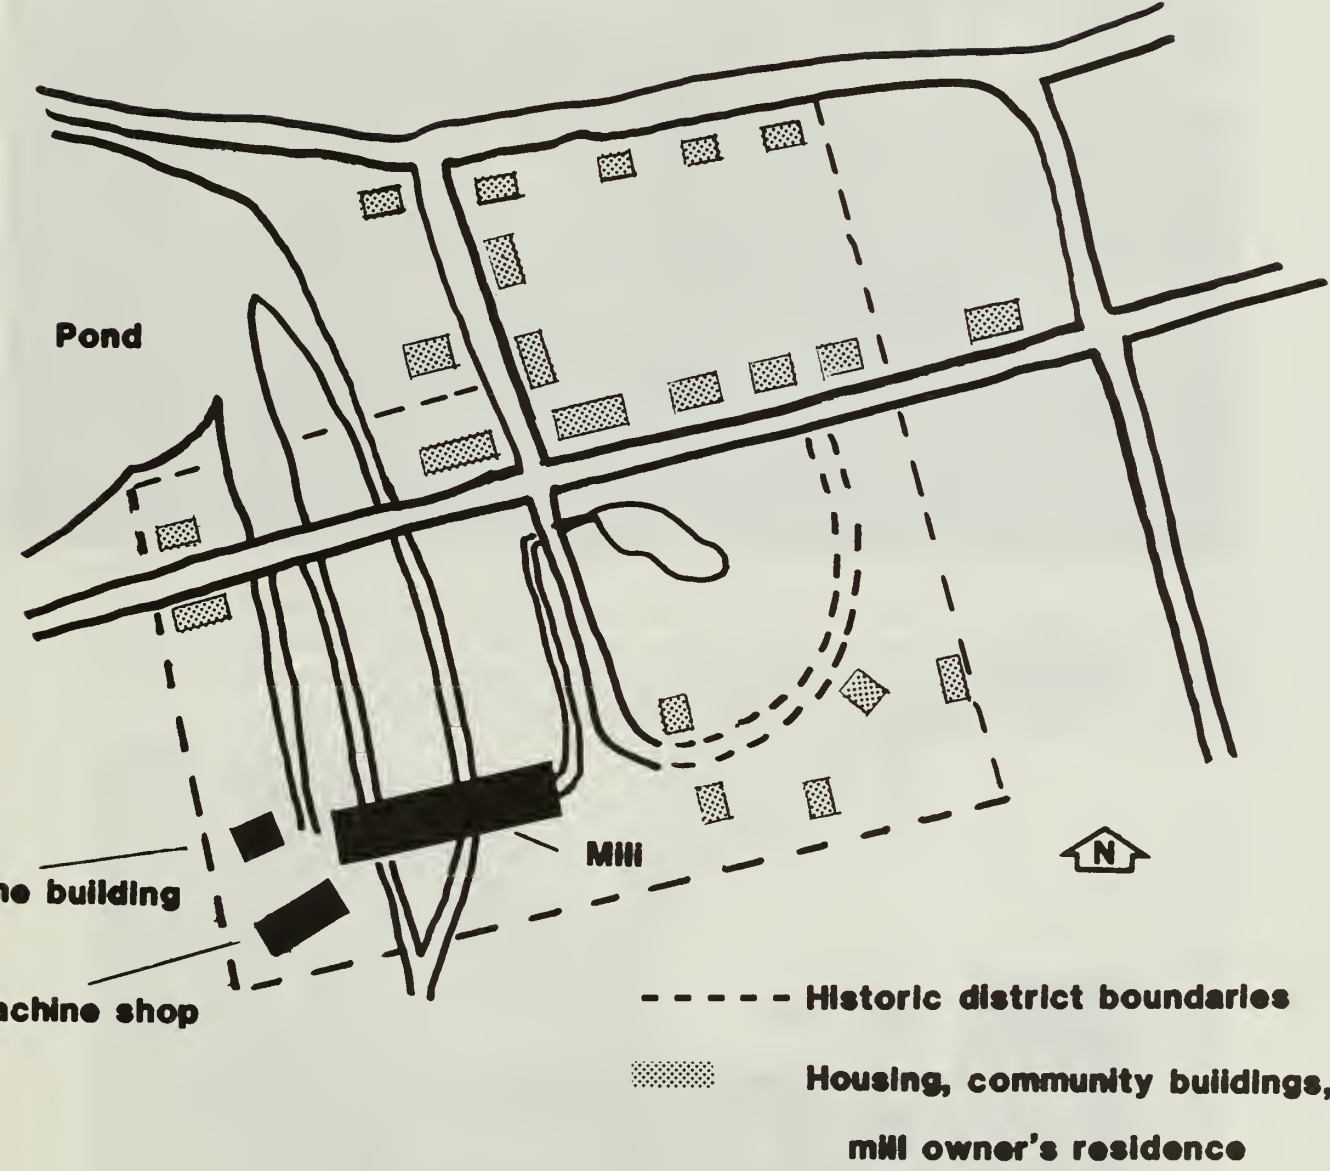 Pond
ne building
Mill
N
achine shop
Historic district boundaries
Housing, community buildings,
mill owner's residence